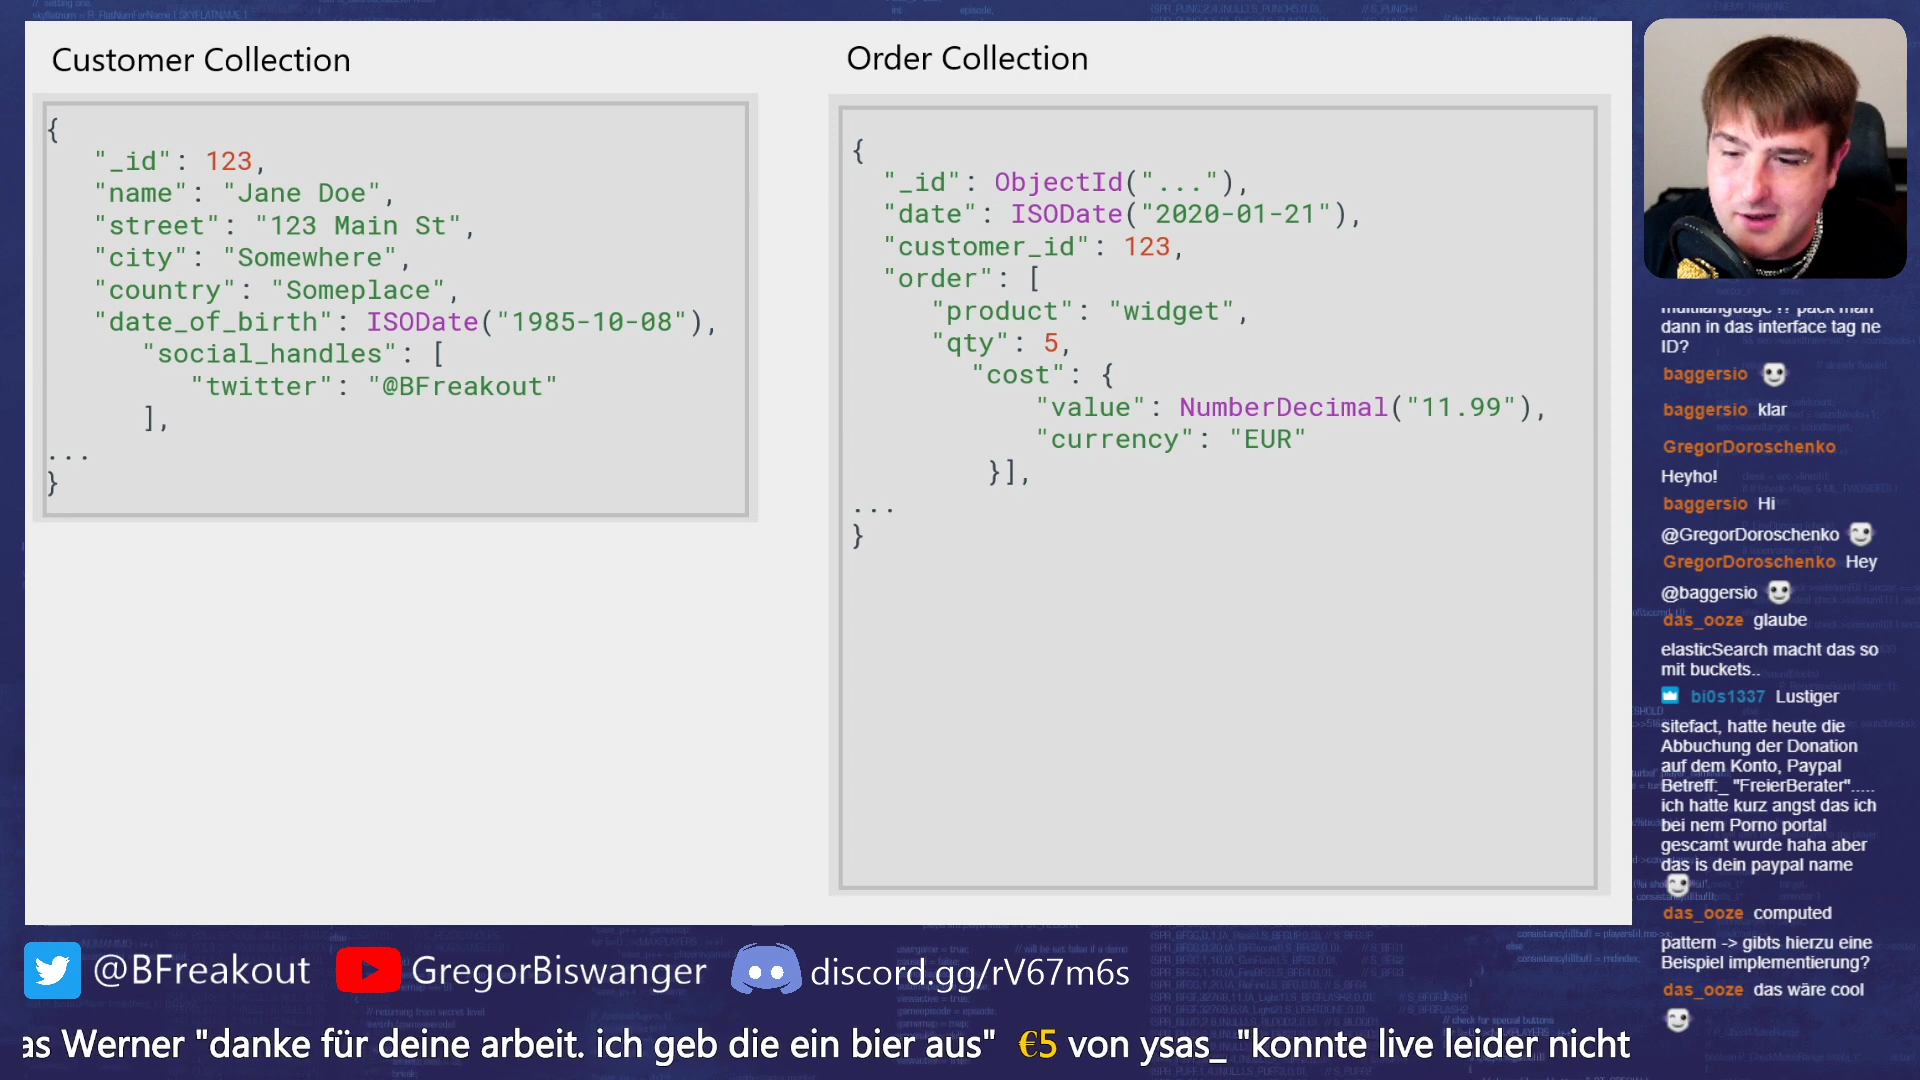 Customer Collection
{
"_id": 123,
"name": "Jane Doe",
"street": "123 Main St",
"city": "Somewhere",
"country": "Someplace",
"date_of_birth": ISODate("1985-10-08"),
"social_handles": [
"twitter": "@BFreakout"
],
...
}
Order Collection
{
"_id": ObjectId("..."),
"date": ISODate("2020-01-21"),
"customer_id": 123,
"order": [
"product": "widget",
"qty": 5,
"cost": {
"value": NumberDecimal("11.99"),
"currency": "EUR"
}],
...
}
dann in das interface tag ne
ID?
baggersio
baggersio klar
GregorDoroschenko
Heyho!
baggersio Hi
@GregorDoroschenko
GregorDoroschenko Hey
@baggersio
das_ooze glaube
elasticSearch macht das so
mit buckets..
bi0s1337 Lustiger
sitefact, hatte heute die
Abbuchung der Donation
auf dem Konto, Paypal
Betreff:_ "FreierBerater".....
ich hatte kurz angst das ich
bei nem Porno portal
gescamt wurde haha aber
das is dein paypal name
das_ooze computed
pattern -> gibts hierzu eine
Beispiel implementierung?
das_ooze das wäre cool
@BFreakout GregorBiswanger discord.gg/rV67m6s
as Werner "danke für deine arbeit. ich geb die ein bier aus" €5 von ysas_ "konnte live leider nicht